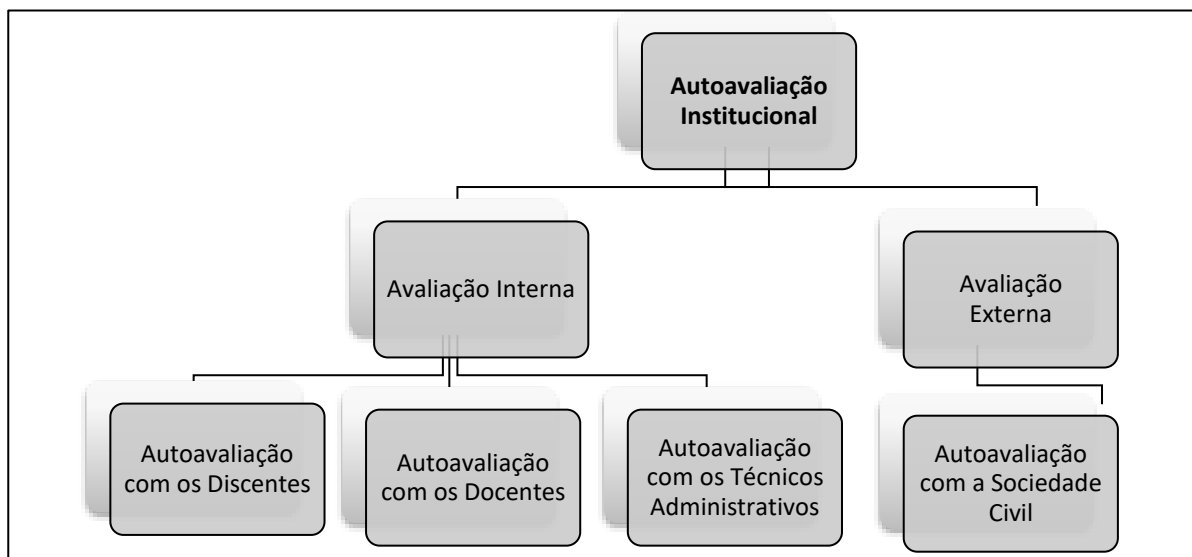 Autoavaliação
Institucional
Avaliação Interna
Avaliação
Externa
Autoavaliação
com os Discentes
Autoavaliação
com os Docentes
Autoavaliação
com os Técnicos
Administrativos
Autoavaliação
com a Sociedade
Civil